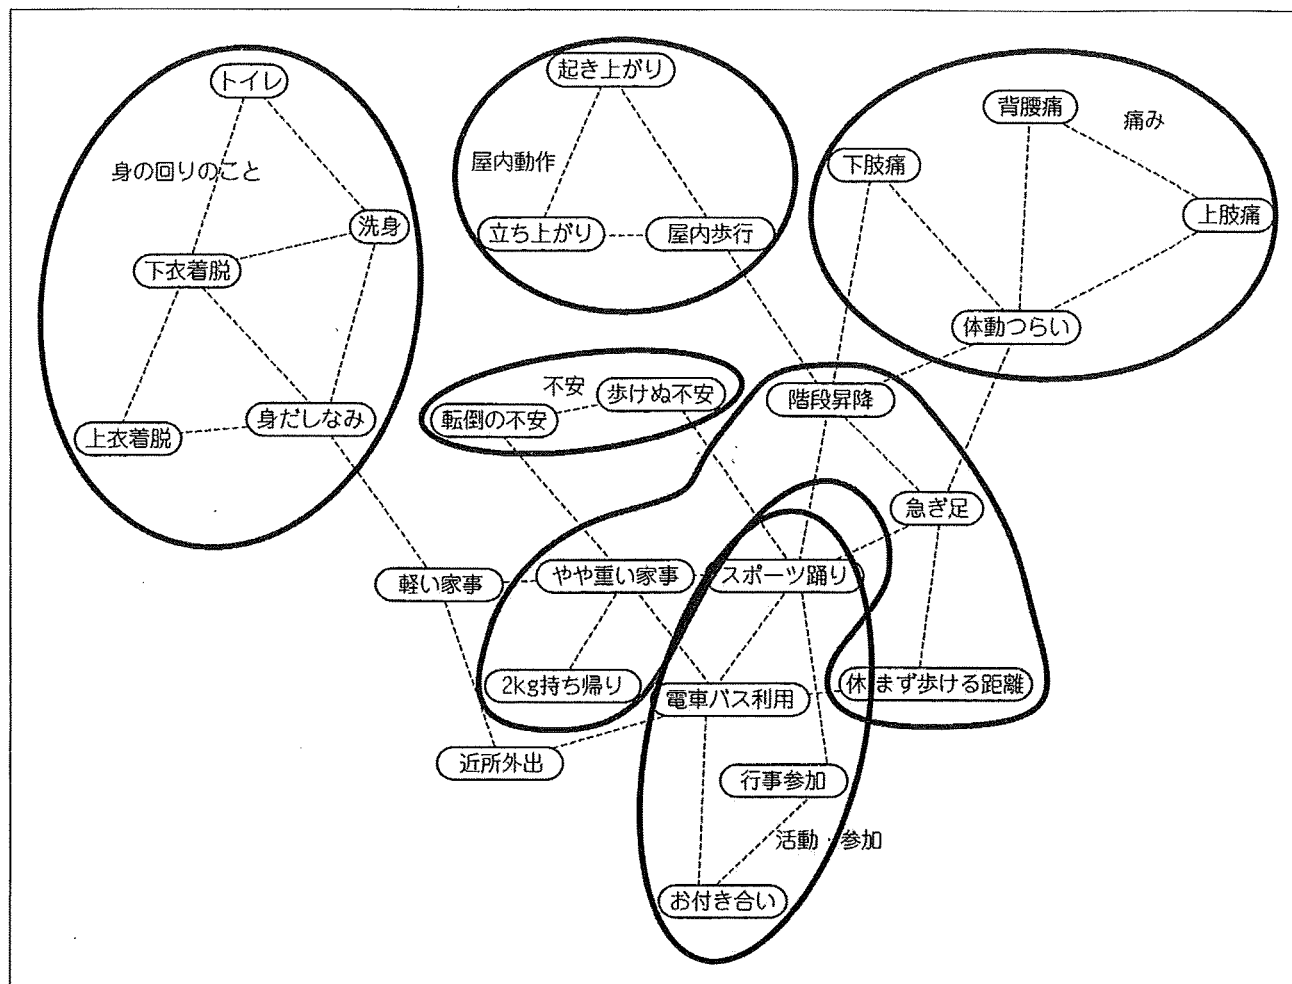 トイレ
身の回りのこと
洗身
下衣着脱
上衣着脱
身だしなみ
起き上がり
屋内動作
立ち上がり
屋内歩行
背腰痛
痛み
下肢痛
上肢痛
体動つらい
不安
歩けぬ不安
転倒の不安
階段昇降
急ぎ足
軽い家事
やや重い家事
スポーツ踊り
2kg持ち帰り
電車バス利用
休まず歩ける距離
近所外出
行事参加
活動・参加
お付き合い